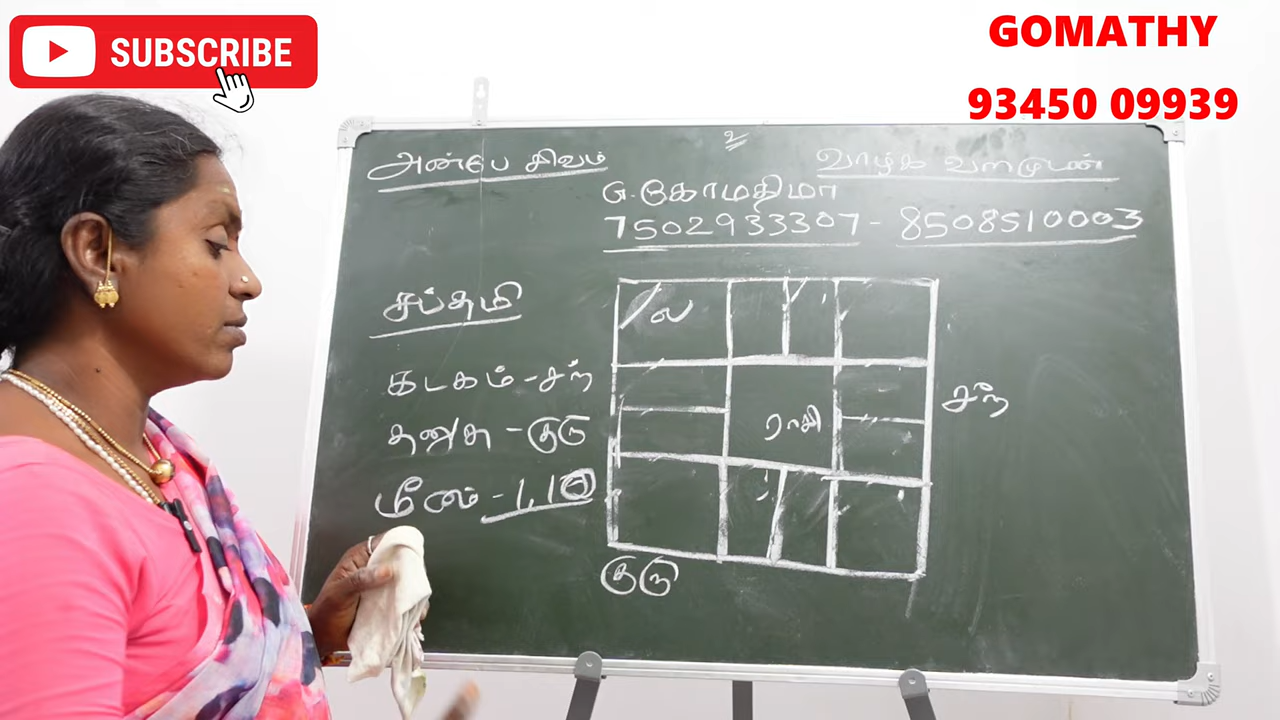 SUBSCRIBE
GOMATHY
93450 09939
2
அன்பே சிவம்
வாழ்க வளமுடன்
G.கோமதிமா
7502933307 - 8508510003
சப்தமி
கடகம் - சந்
தனுசு - குரு
மீனம் - 1,10
ல
ராசி
சந்
குரு